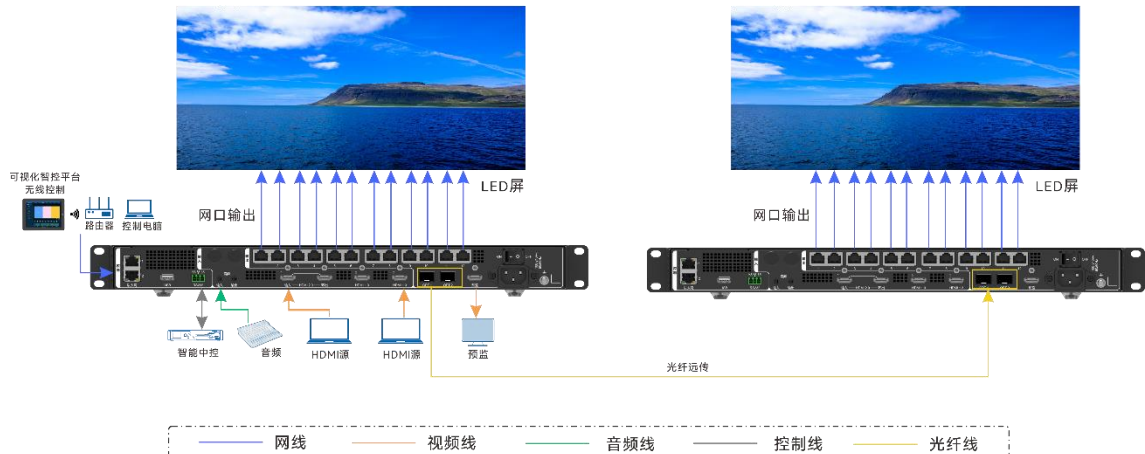 可视化智控平台
无线控制
路由器
控制电脑
网口输出
LED屏
智能中控
音频
HDMI源
HDMI源
预监
网口输出
LED屏
光纤远传
网线
视频线
音频线
控制线
光纤线